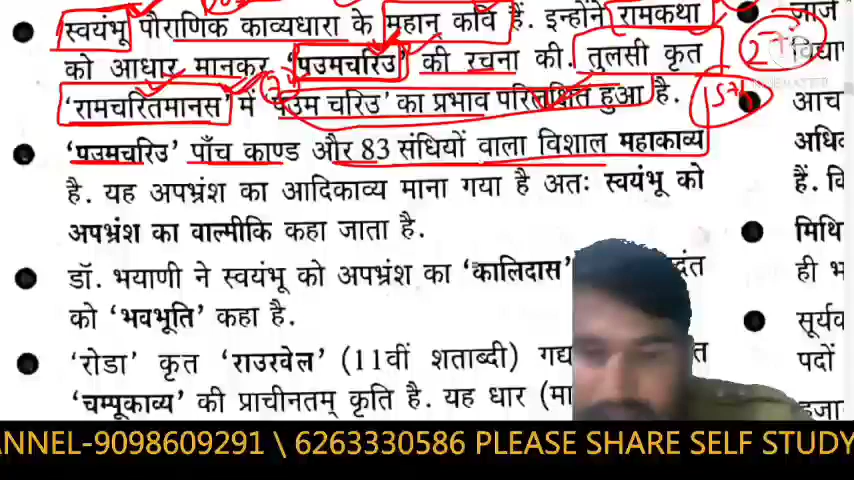 स्वयंभू पौराणिक काव्यधारा के महान कवि हैं. इन्होंने रामकथा
को आधार मानकर 'पउमचरिउ' की रचना की. तुलसी कृत
'रामचरितमानस' में पउम चरिउ' का प्रभाव परिलक्षित हुआ है.
'पउमचरिउ' पाँच काण्ड और 83 संधियों वाला विशाल महाकाव्य
है. यह अपभ्रंश का आदिकाव्य माना गया है अतः स्वयंभू को
अपभ्रंश का वाल्मीकि कहा जाता है.
डॉ. भयाणी ने स्वयंभू को अपभ्रंश का 'कालिदास'
को 'भवभूति' कहा है.
'रोडा' कृत 'राउरवेल' (11वीं शताब्दी) गद्य
'चम्पूकाव्य' की प्राचीनतम् कृति है. यह धार
आच
हैं.
ही
पदों
ANNEL-9098609291 \ 6263330586 PLEASE SHARE SELF STUDY